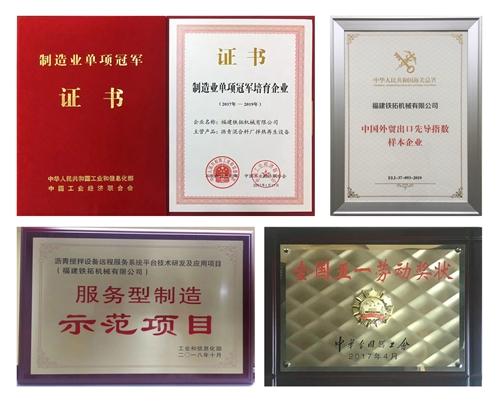 制造业单项冠军
证书
中华人民共和国工业和信息化部
中国工业经济联合会
证书
制造业单项冠军培育企业
（2017年－2019年）
企业名称：福建铁拓机械有限公司
主营产品：沥青混合料厂拌热再生设备
中华人民共和国海关总署
福建铁拓机械有限公司
中国外贸出口先导指数
样本企业
ELI-37-093-2019
沥青搅拌设备远程服务系统平台技术研发及应用项目
（福建铁拓机械有限公司）
服务型制造
示范项目
工业和信息化部
二〇一八年十月
全国五一劳动奖状
中华全国总工会
2017年4月